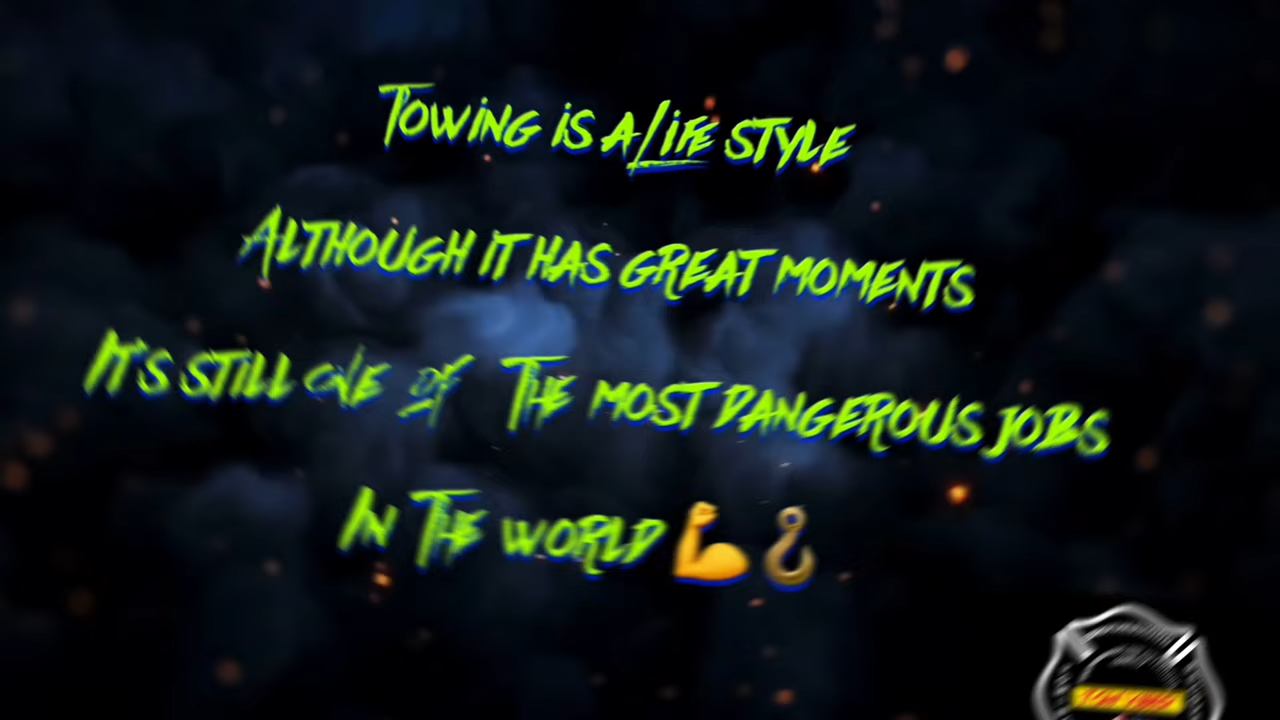 Towing is a Life style
Although it has great moments
It's still one of The most dangerous jobs
In The world 💪 🪝